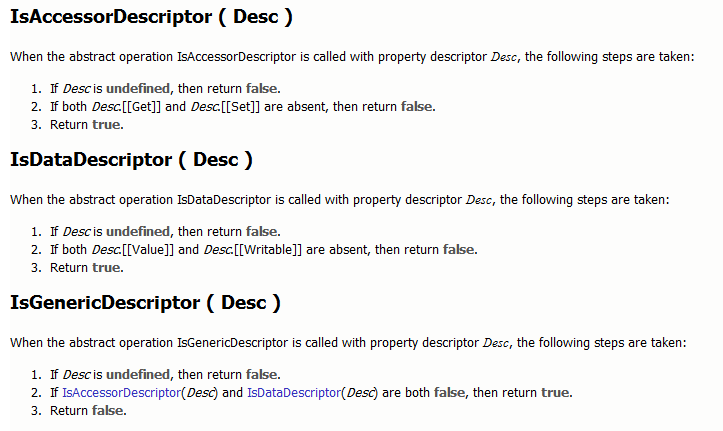 IsAccessorDescriptor ( Desc )
When the abstract operation IsAccessorDescriptor is called with property descriptor Desc, the following steps are taken:
1. If Desc is undefined, then return false.
2. If both Desc.[[Get]] and Desc.[[Set]] are absent, then return false.
3. Return true.
IsDataDescriptor ( Desc )
When the abstract operation IsDataDescriptor is called with property descriptor Desc, the following steps are taken:
1. If Desc is undefined, then return false.
2. If both Desc.[[Value]] and Desc.[[Writable]] are absent, then return false.
3. Return true.
IsGenericDescriptor ( Desc )
When the abstract operation IsGenericDescriptor is called with property descriptor Desc, the following steps are taken:
1. If Desc is undefined, then return false.
2. If IsAccessorDescriptor(Desc) and IsDataDescriptor(Desc) are both false, then return true.
3. Return false.